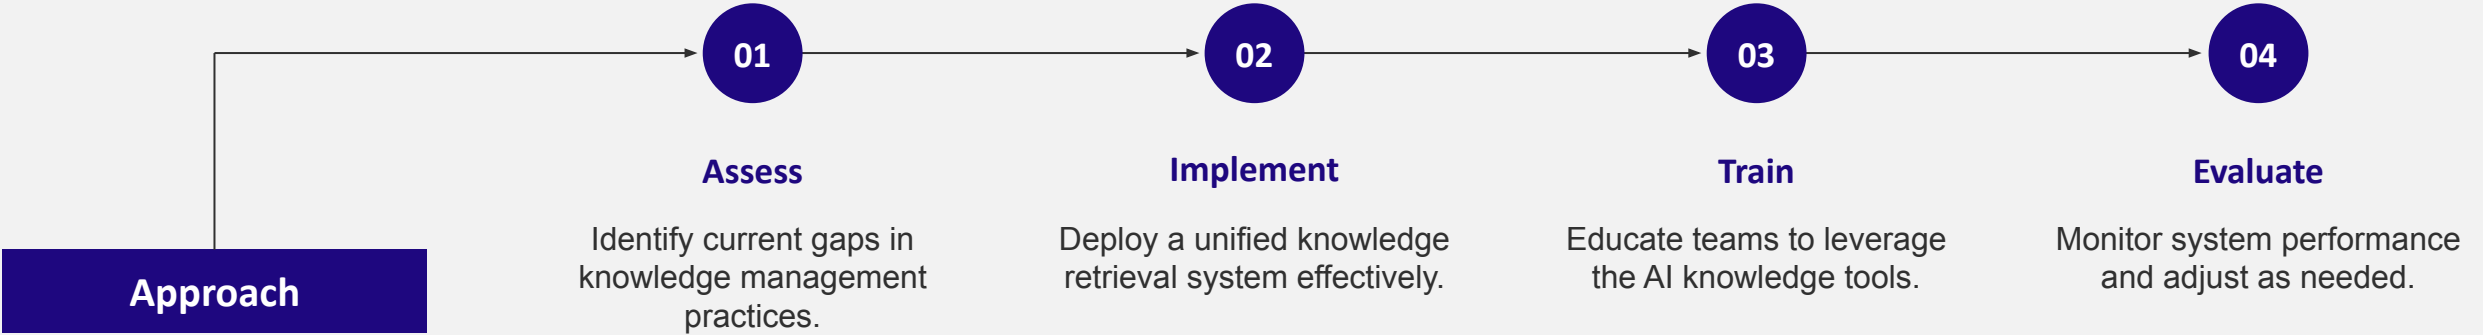 Approach
01
Assess
Identify current gaps in
knowledge management
practices.
02
Implement
Deploy a unified knowledge
retrieval system effectively.
03
Train
Educate teams to leverage
the AI knowledge tools.
04
Evaluate
Monitor system performance
and adjust as needed.